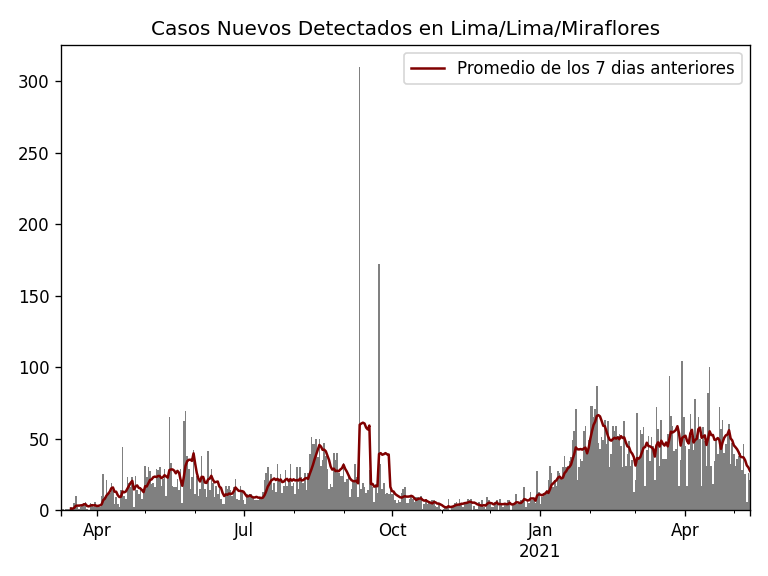 Casos Nuevos Detectados en Lima/Lima/Miraflores
Promedio de los 7 dias anteriores
300
250
200
150
100
50
0
Apr
Jul
Oct
Jan
2021
Apr